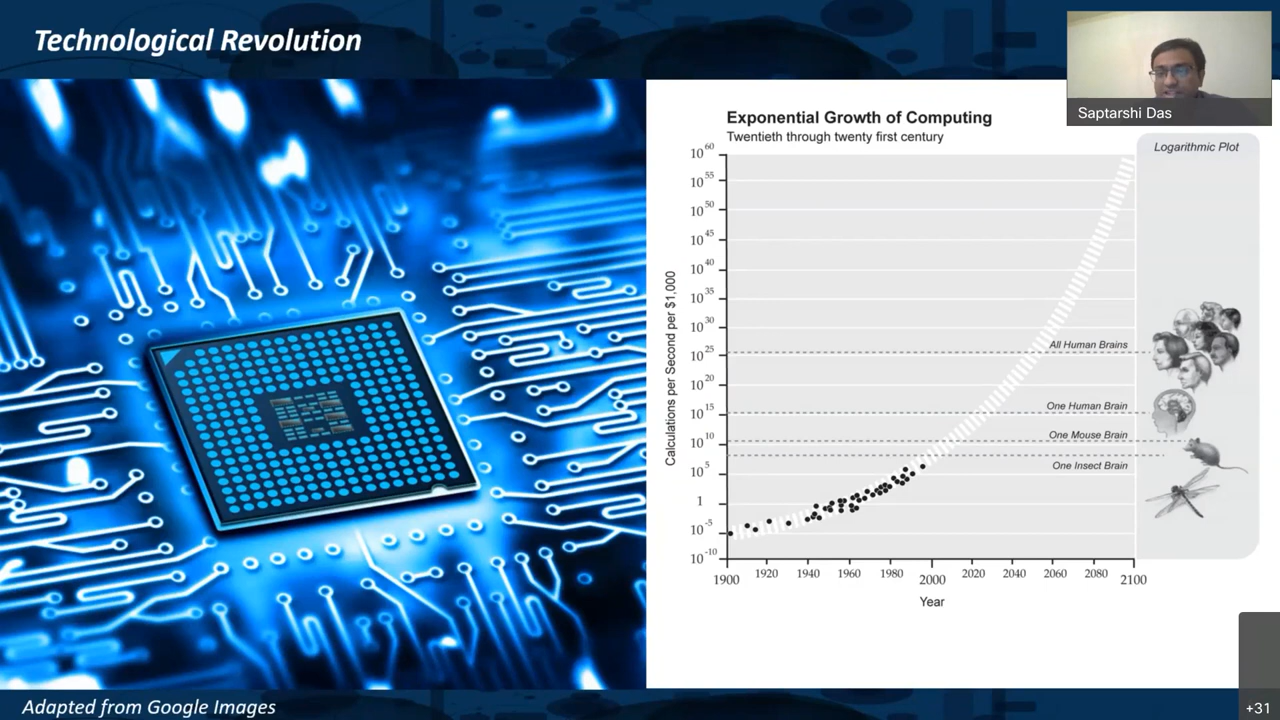 Technological Revolution
Saptarshi Das
Exponential Growth of Computing
Twentieth through twenty first century
Logarithmic Plot
Calculations per Second per $1,000
10 60
10 55
10 50
10 45
10 40
10 35
10 30
10 25
10 20
10 15
10 10
10 5
1
10 -5
10 -10
All Human Brains
One Human Brain
One Mouse Brain
One Insect Brain
1900 1920 1940 1960 1980 2000 2020 2040 2060 2080 2100
Year
Adapted from Google Images
+31